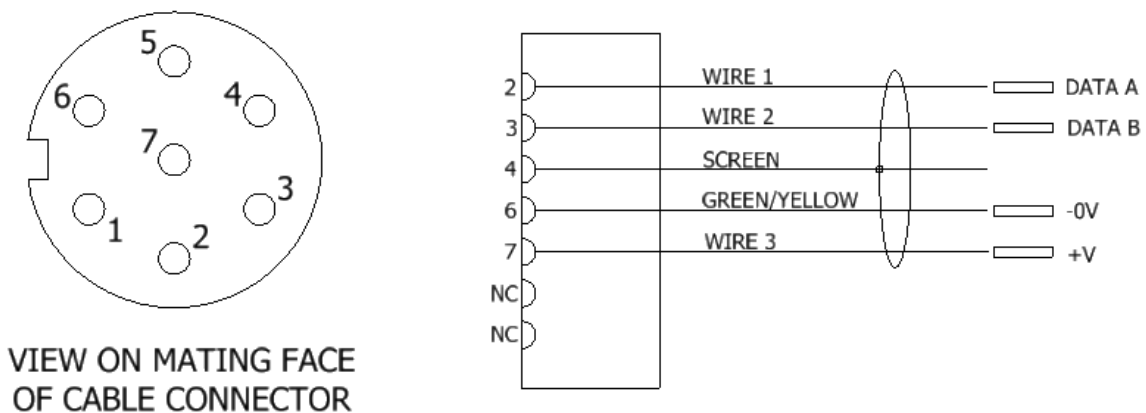 5
6
4
7
3
1
2
VIEW ON MATING FACE
OF CABLE CONNECTOR
2 WIRE 1 DATA A
3 WIRE 2 DATA B
4 SCREEN
6 GREEN/YELLOW -0V
7 WIRE 3 +V
NC
NC